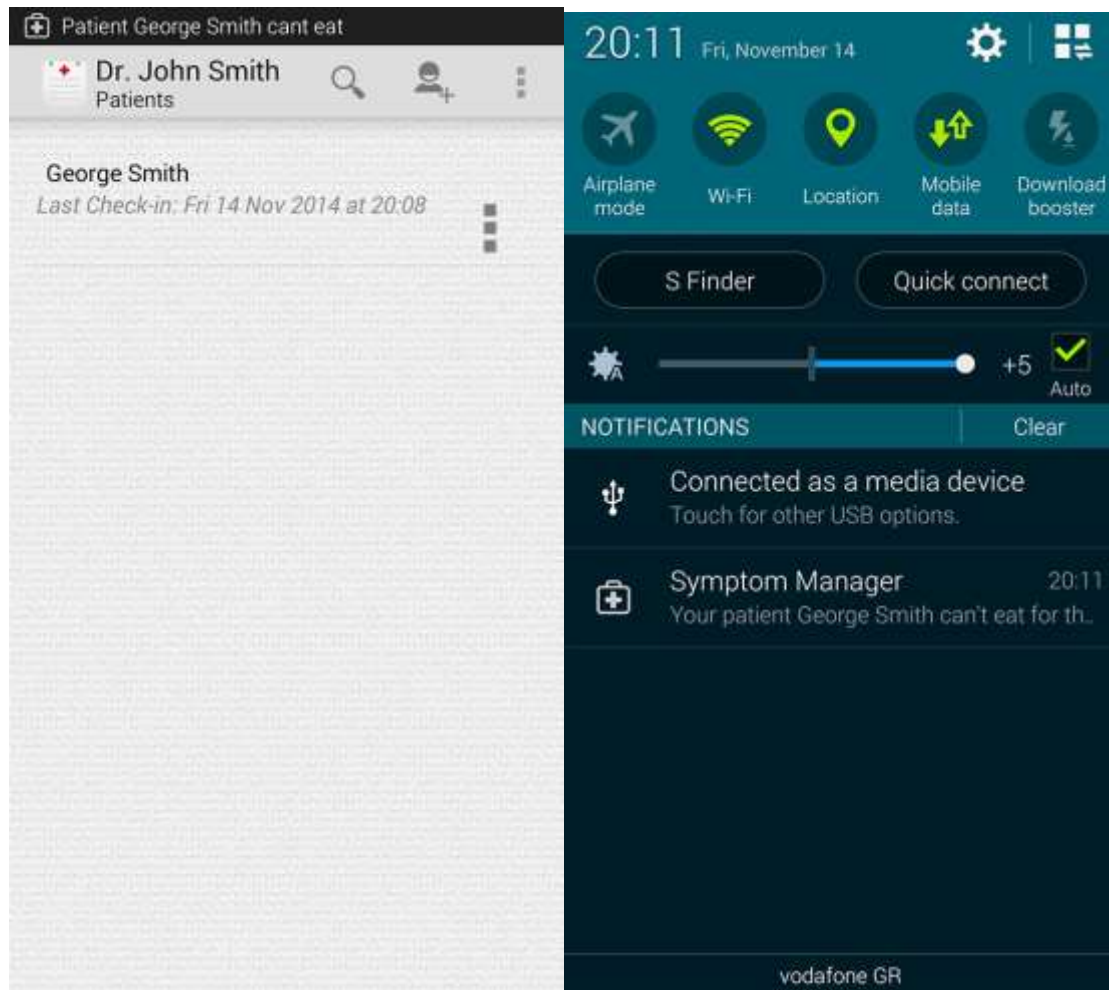 Patient George Smith cant eat
Dr. John Smith
Patients
George Smith
Last Check-in: Fri 14 Nov 2014 at 20:08
20:11 Fri, November 14
Airplane mode
Wi-Fi
Location
Mobile data
Download booster
S Finder
Quick connect
+5
Auto
NOTIFICATIONS
Clear
Connected as a media device
Touch for other USB options.
Symptom Manager 20:11
Your patient George Smith can't eat for th..
vodafone GR